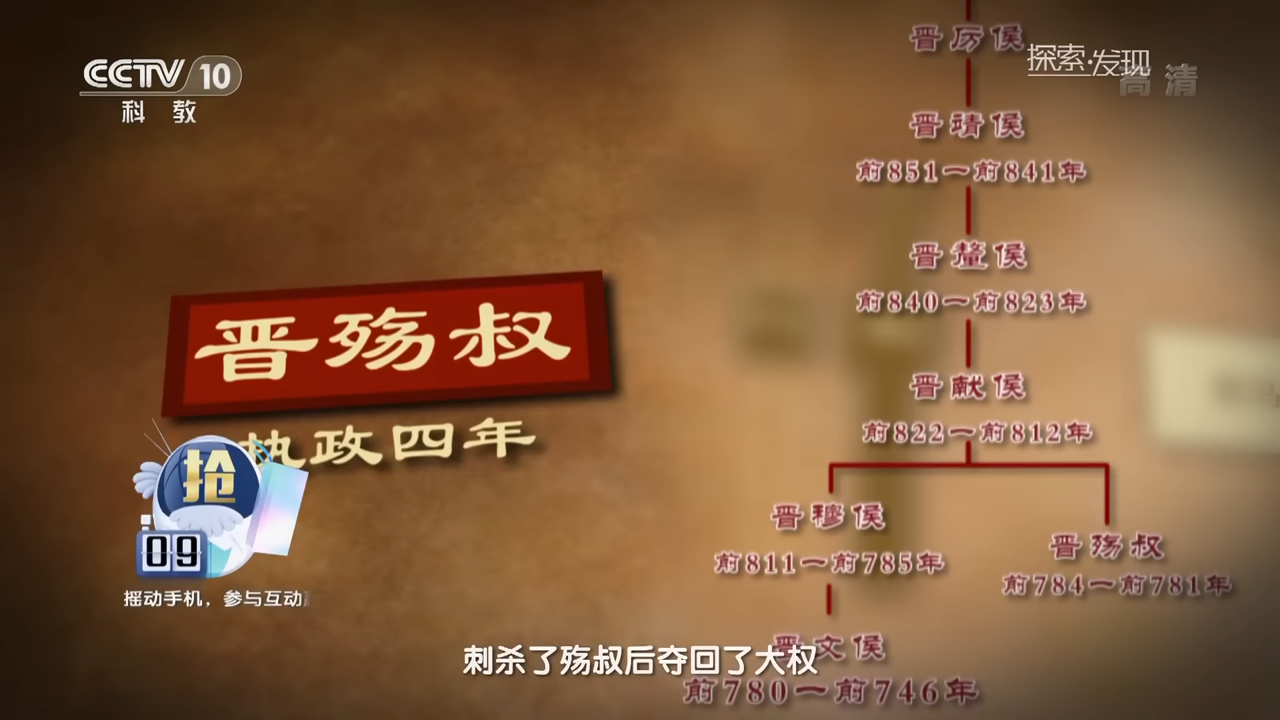 CCTV 10
科教
探索·发现
高清
晋厉侯
晋靖侯
前851一前841年
晋釐侯
前840一前823年
晋献侯
前822一前812年
晋殇叔
执政四年
晋穆侯
前811一前785年
晋殇叔
前784一前781年
晋文侯
前780一前746年
抢
09
摇动手机，参与互动
刺杀了殇叔后夺回了大权